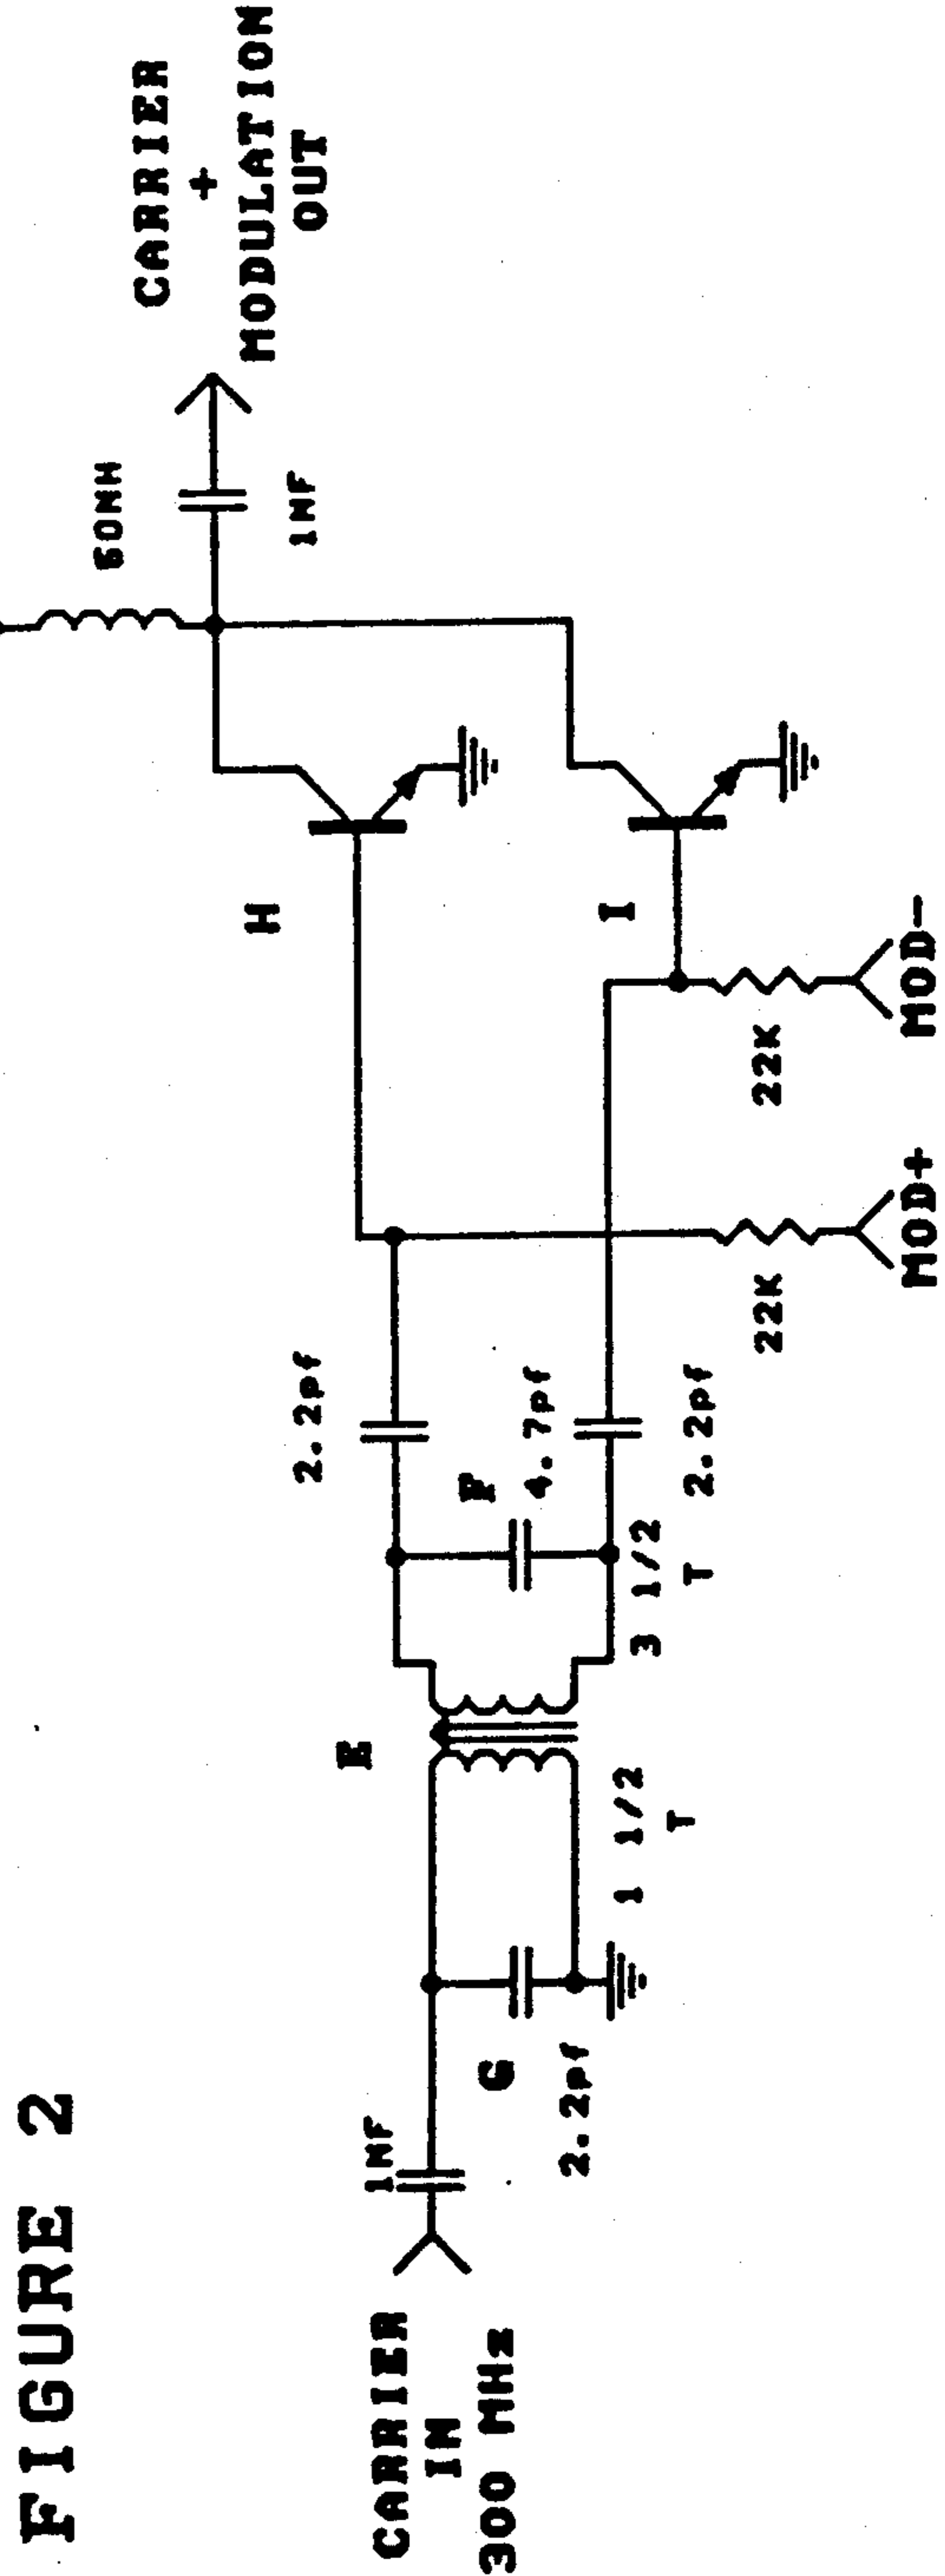 FIGURE 2
CARRIER
IN
300 MHz
1NF
G
2.2pf
E
1 1/2
T
3 1/2
T
F
4.7pf
2.2pf
2.2pf
22K
MOD+
22K
MOD-
H
I
50NH
1NF
CARRIER
+
MODULATION
OUT